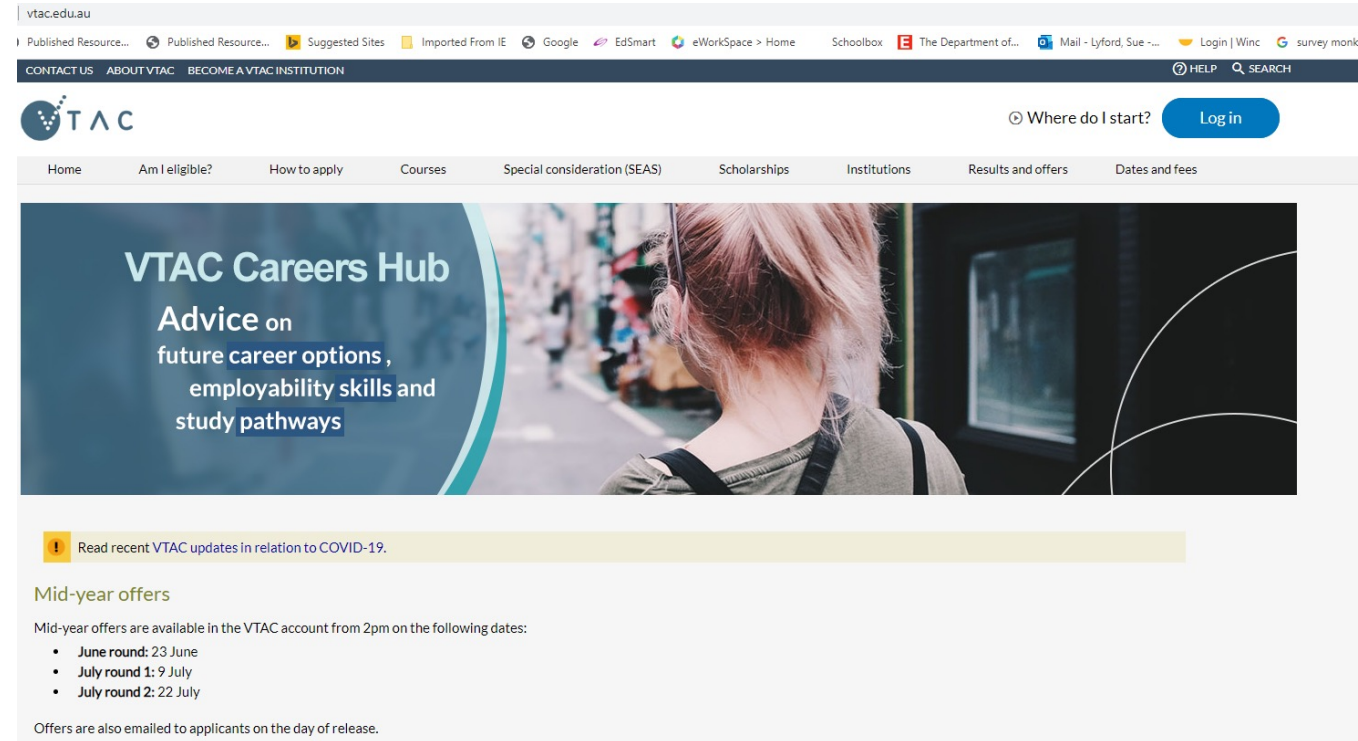 vtac.edu.au
Published Resource... Published Resource... Suggested Sites Imported From IE Google EdSmart eWorkSpace > Home Schoolbox E The Department of... Mail - Lyford, Sue -... Login | Winc G survey monk
CONTACT US ABOUT VTAC BECOME A VTAC INSTITUTION HELP SEARCH
VTAC Where do I start? Log in
Home Am I eligible? How to apply Courses Special consideration (SEAS) Scholarships Institutions Results and offers Dates and fees
VTAC Careers Hub
Advice on
future career options ,
employability skills and
study pathways
! Read recent VTAC updates in relation to COVID-19.
Mid-year offers
Mid-year offers are available in the VTAC account from 2pm on the following dates:
• June round: 23 June
• July round 1: 9 July
• July round 2: 22 July
Offers are also emailed to applicants on the day of release.